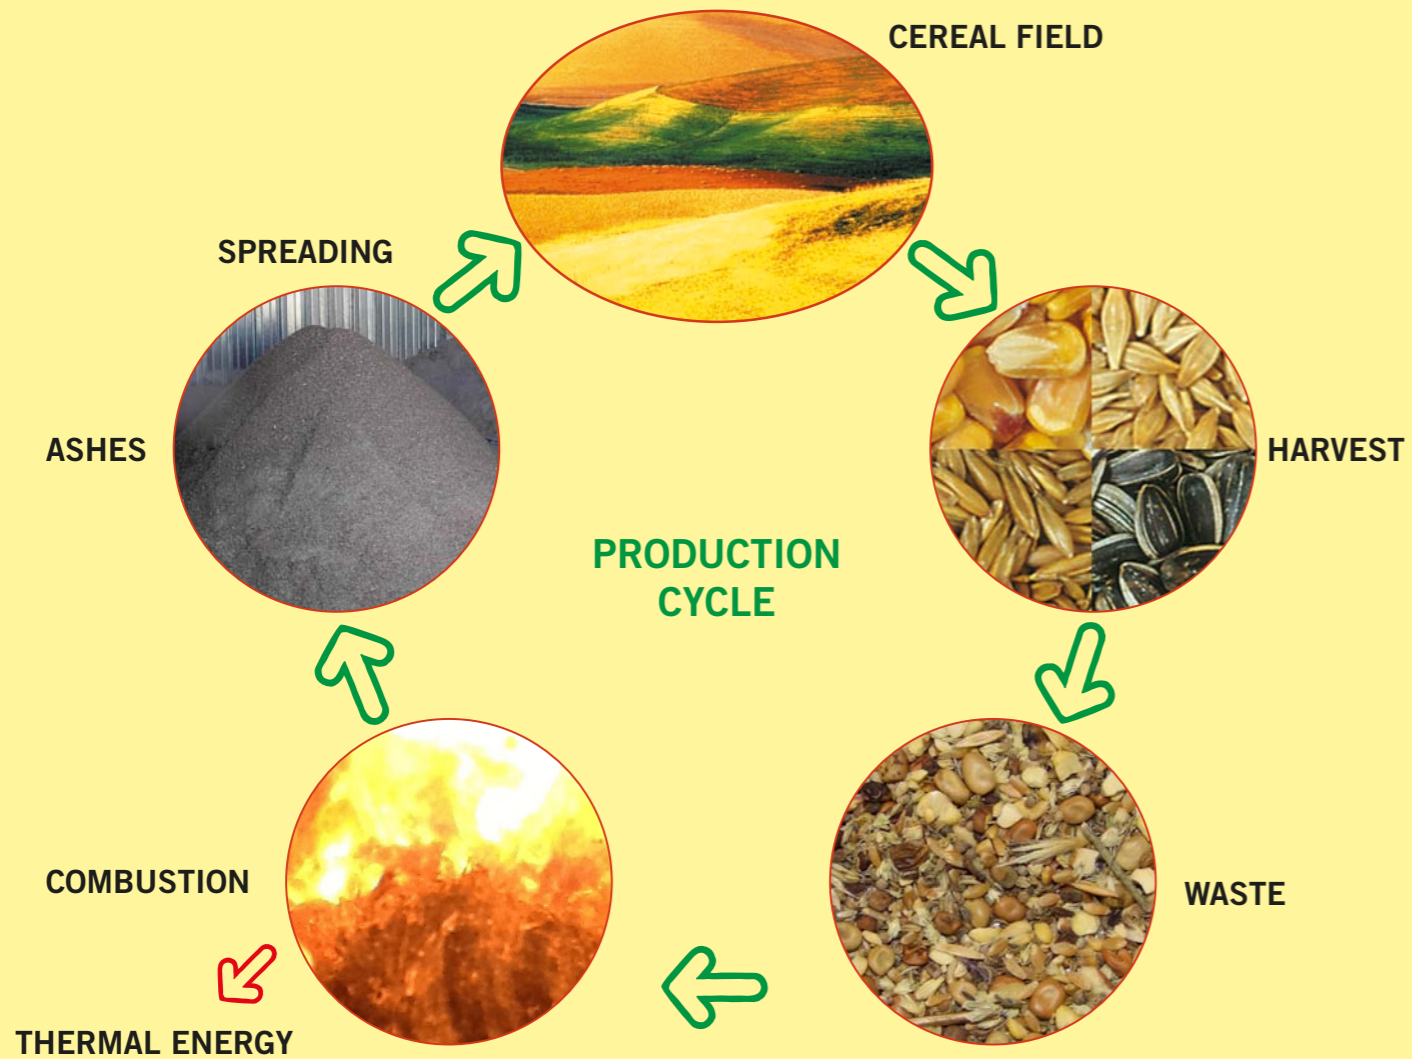 CEREAL FIELD
SPREADING
ASHES
HARVEST
PRODUCTION
CYCLE
COMBUSTION
WASTE
THERMAL ENERGY